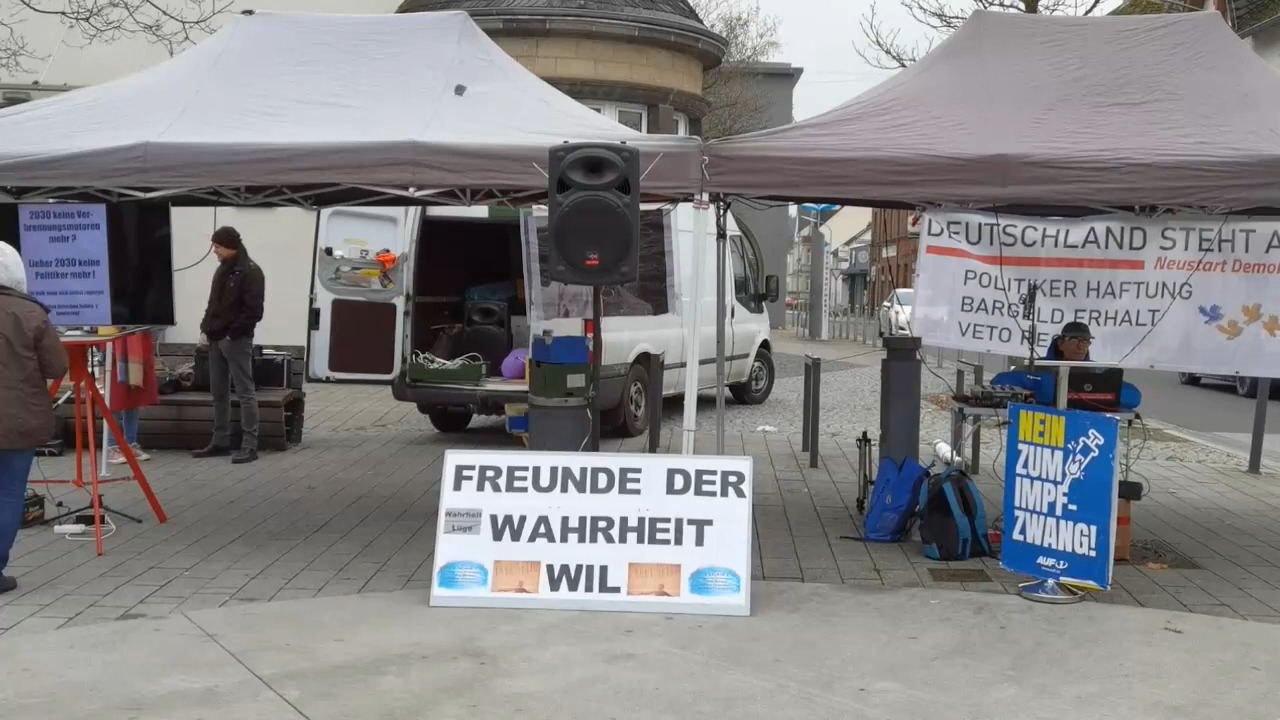 2030 keine Ver-
brennungsmotoren
mehr ?
Lieber 2030 keine
Politiker mehr !
DEUTSCHLAND STEHT A
Neustart Demo
POLITIKER HAFTUNG
BARGELD ERHALT
VETO RE
NEIN
ZUM
IMPF-
ZWANG!
AUF1
FREUNDE DER
Wahrheit
Lüge
WAHRHEIT
WIL